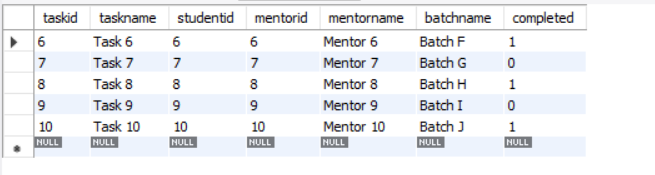 taskid taskname studentid mentorid mentorname batchname completed
6 Task 6 6 6 Mentor 6 Batch F 1
7 Task 7 7 7 Mentor 7 Batch G 0
8 Task 8 8 8 Mentor 8 Batch H 1
9 Task 9 9 9 Mentor 9 Batch I 0
10 Task 10 10 10 Mentor 10 Batch J 1
NULL NULL NULL NULL NULL NULL NULL